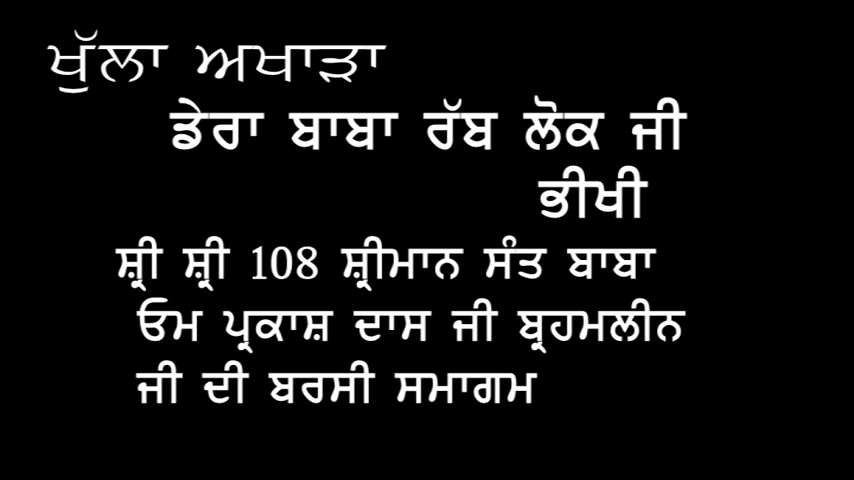 ਖੁੱਲਾ ਅਖਾੜਾ
ਡੇਰਾ ਬਾਬਾ ਰੱਬ ਲੋਕ ਜੀ
ਭੀਖੀ
ਸ਼੍ਰੀ ਸ਼੍ਰੀ 108 ਸ਼੍ਰੀਮਾਨ ਸੰਤ ਬਾਬਾ
ਓਮ ਪ੍ਰਕਾਸ਼ ਦਾਸ ਜੀ ਬ੍ਰਹਮਲੀਨ
ਜੀ ਦੀ ਬਰਸੀ ਸਮਾਗਮ